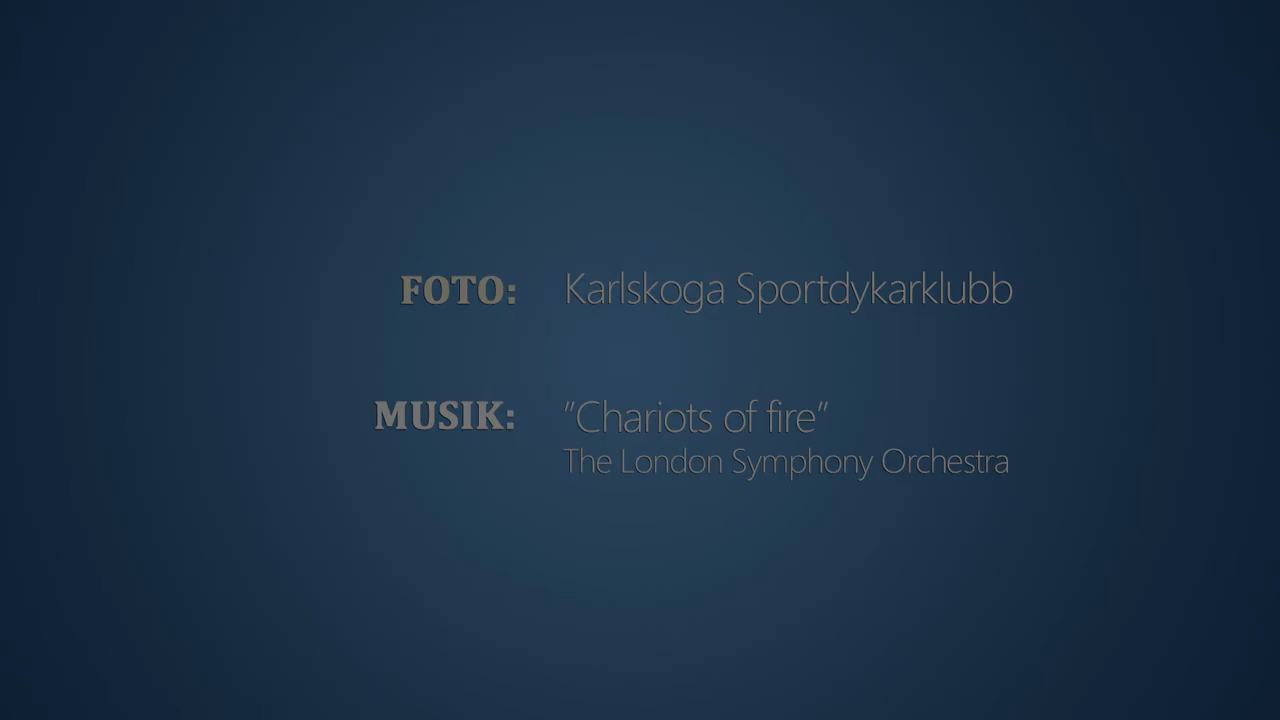 FOTO: Karlskoga Sportdykarklubb
MUSIK: ”Chariots of fire”
The London Symphony Orchestra